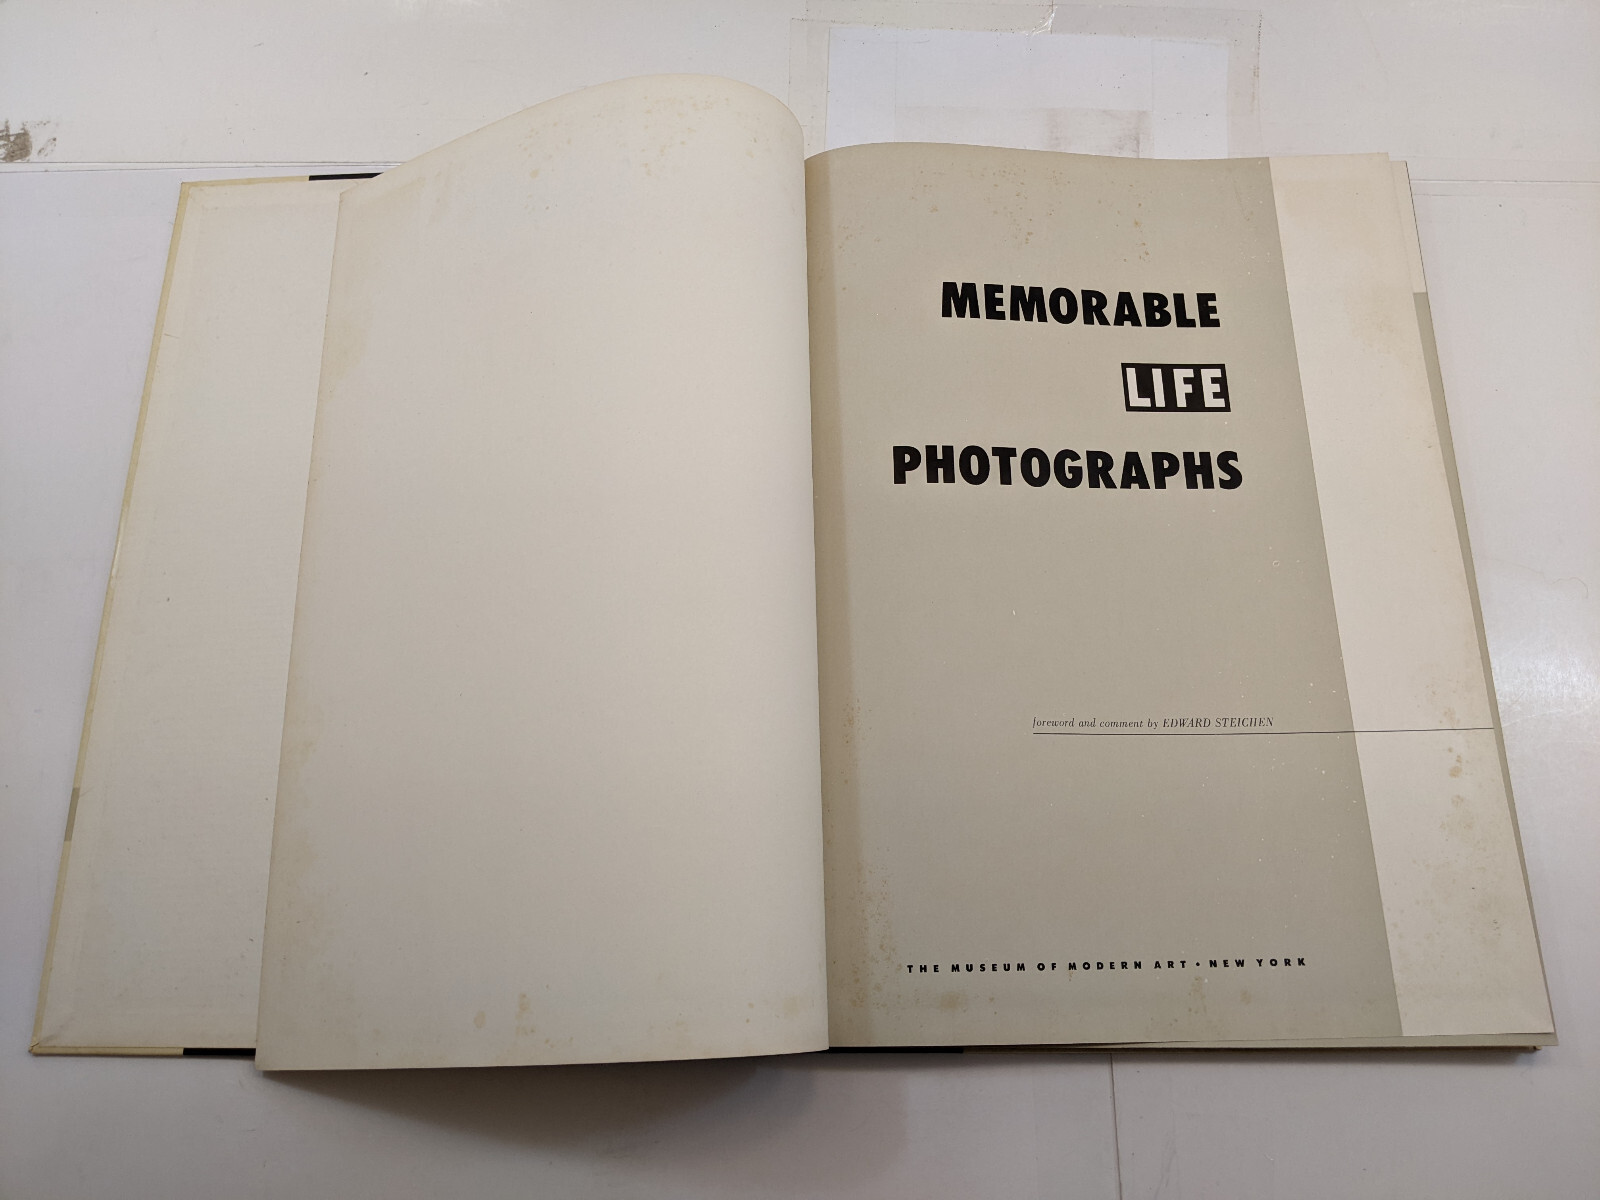 MEMORABLE
LIFE
PHOTOGRAPHS
foreword and comment by EDWARD STEICHEN
THE MUSEUM OF MODERN ART • NEW YORK